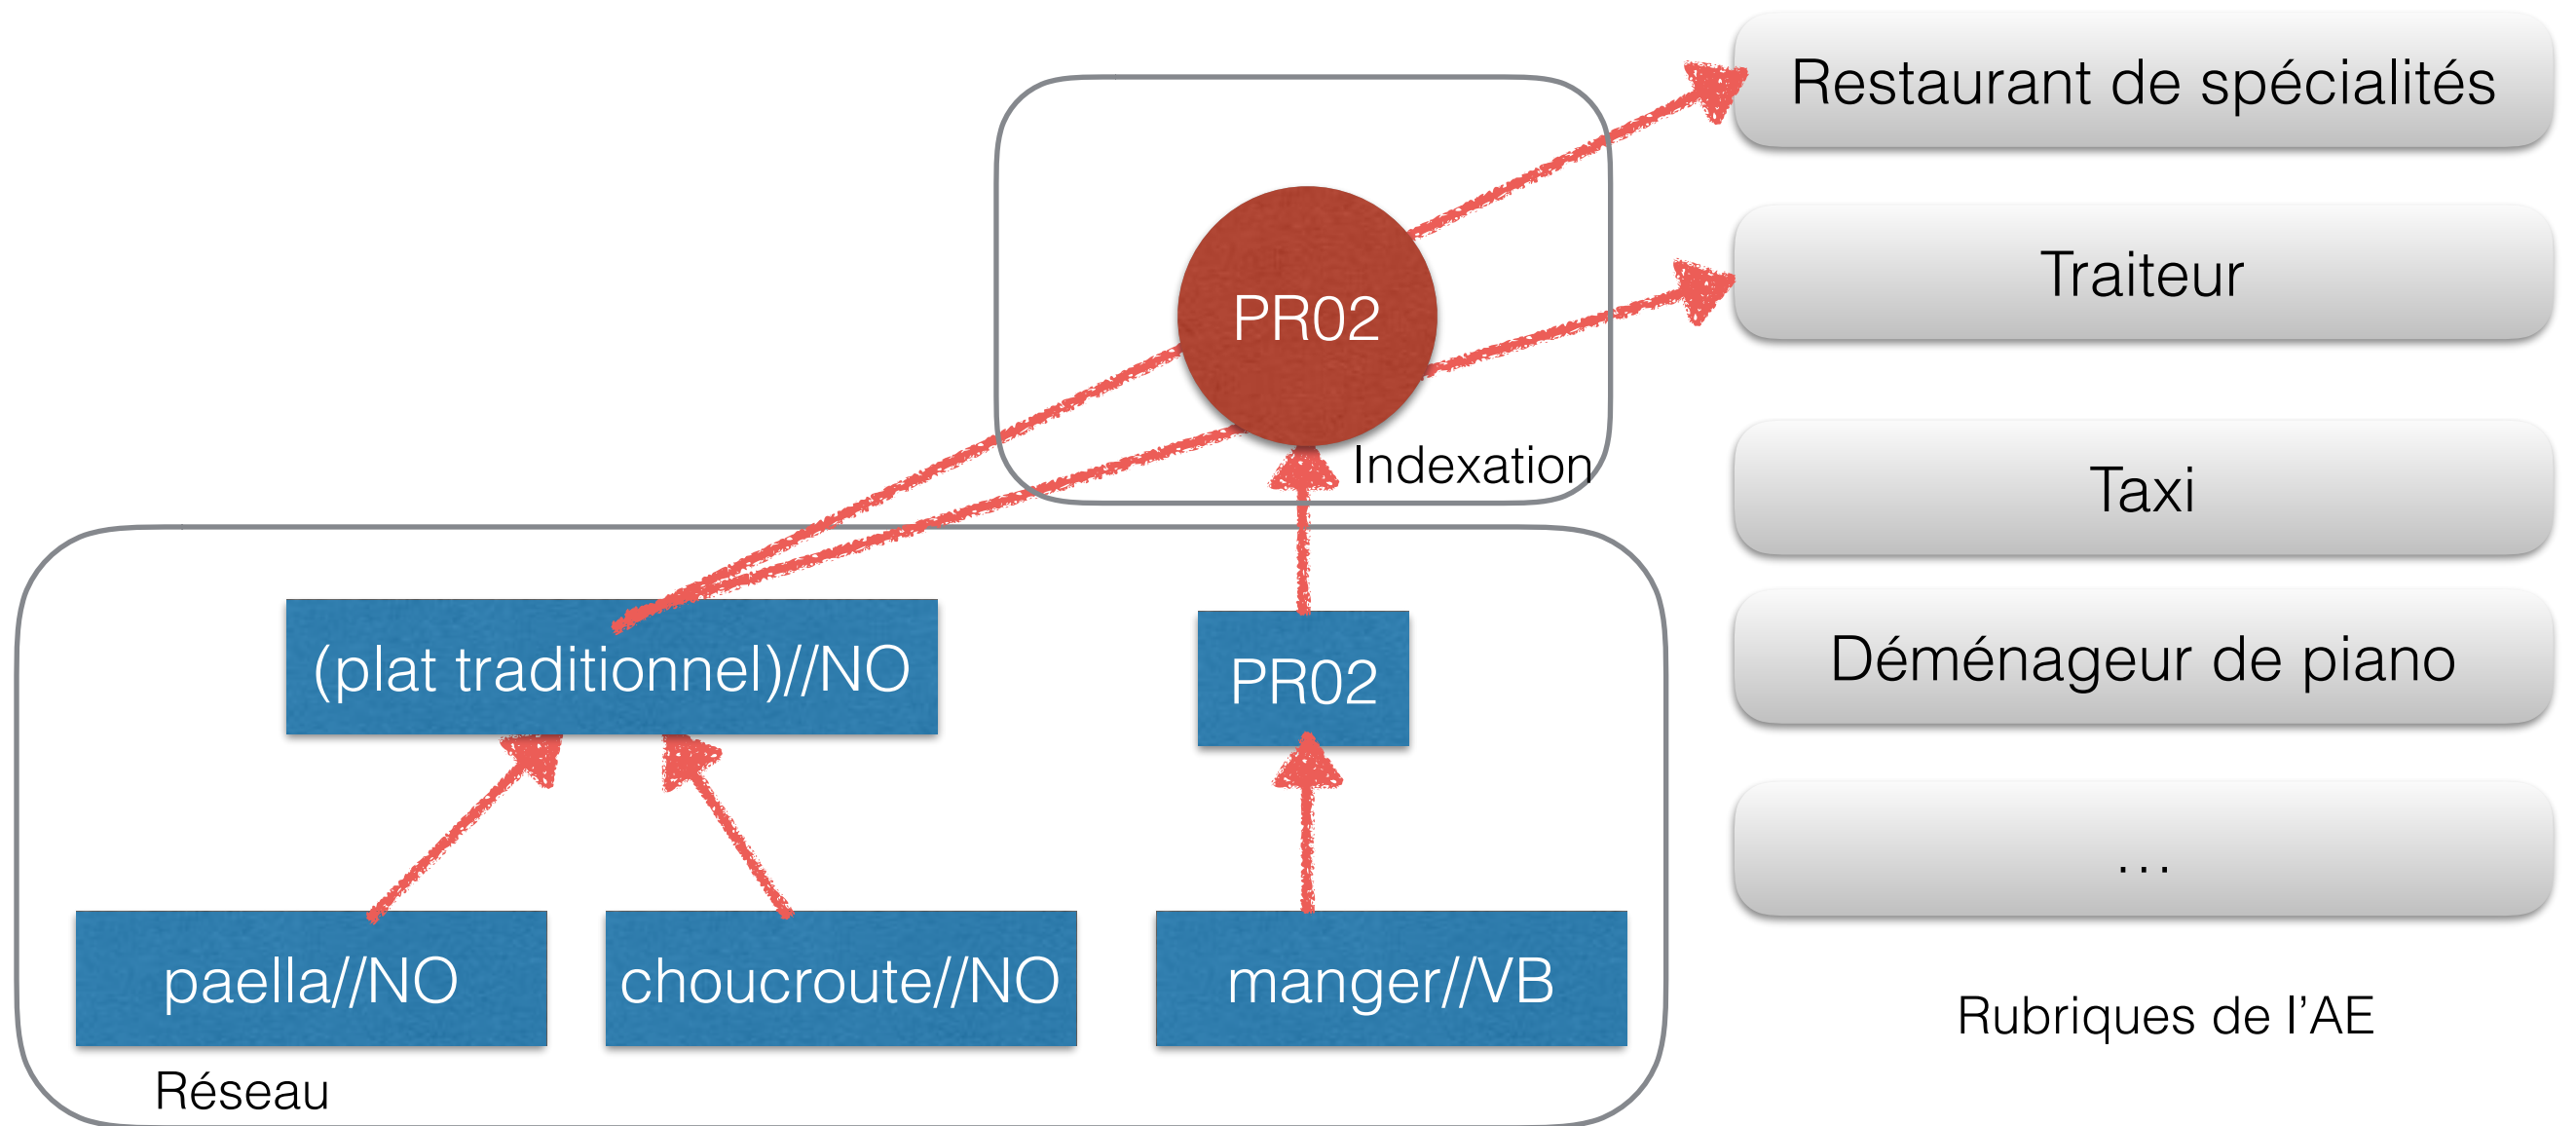 Restaurant de spécialités
Traiteur
PR02
Indexation
Taxi
(plat traditionnel)//NO
PR02
Déménageur de piano
...
paella//NO
choucroute//NO
manger//VB
Rubriques de l'AE
Réseau